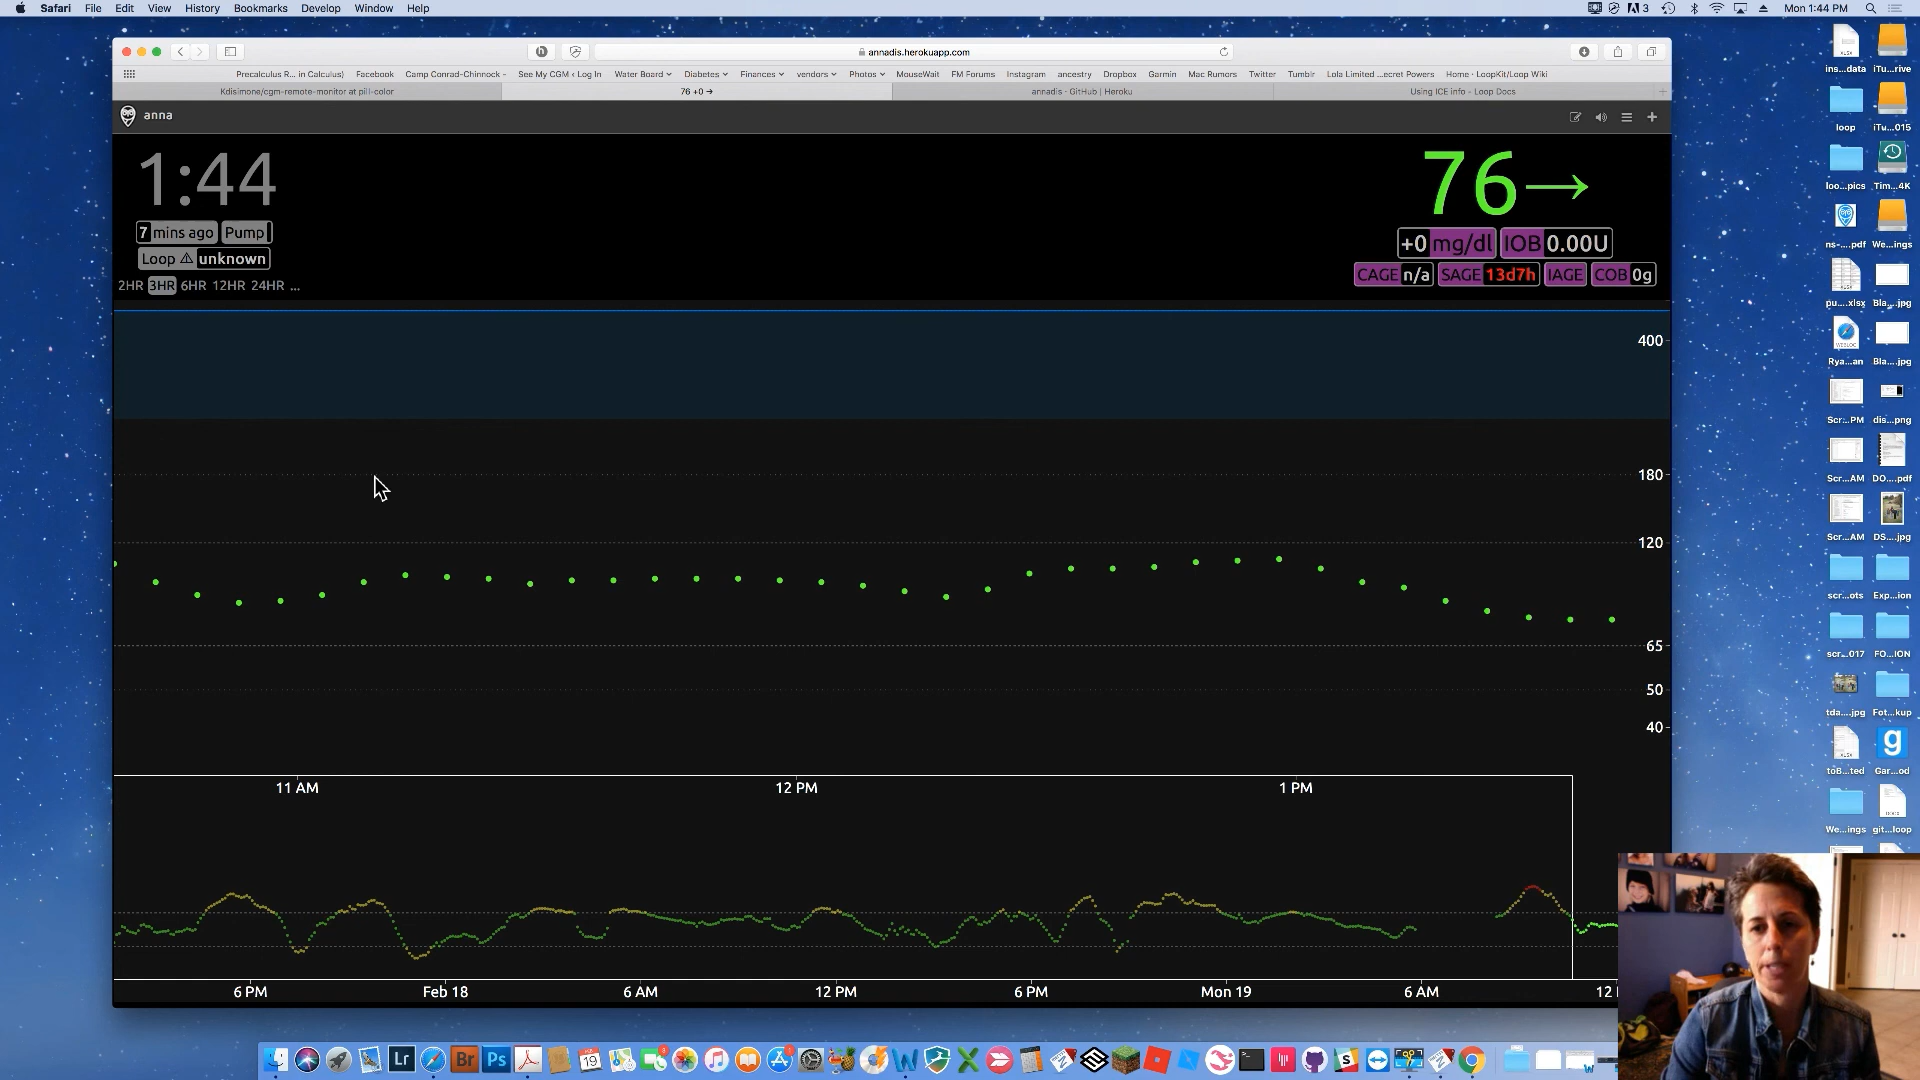 Safari File Edit View History Bookmarks Develop Window Help
3 Mon 1:44 PM
annadis.herokuapp.com
Precalculus R... in Calculus) Facebook Camp Conrad-Chinnock - See My CGM ‹ Log In Water Board Diabetes Finances vendors Photos MouseWait FM Forums Instagram ancestry Dropbox Garmin Mac Rumors Twitter Tumblr Lola Limited ...ecret Powers Home · LoopKit/Loop Wiki
Kdisimone/cgm-remote-monitor at pill-color 76 +0 → annadis · GitHub | Heroku Using ICE info - Loop Docs
anna
1:44
7 mins ago Pump
Loop ⚠ unknown
2HR 3HR 6HR 12HR 24HR ...
76→
+0 mg/dl IOB 0.00U
CAGE n/a SAGE 13d7h IAGE COB 0g
400
180
120
65
50
40
11 AM 12 PM 1 PM
6 PM Feb 18 6 AM 12 PM 6 PM Mon 19 6 AM 12
ins...data iTu...rive
loop iTu...015
loo...pics Tim...4K
ns-....pdf We...ings
pu....xlsx Bla....jpg
Rya...an Bla....jpg
Scr...PM dis...png
Scr...AM DO....pdf
Scr...AM DS....jpg
scr...ots Exp...ion
scr...017 FO...ION
tda....jpg Fot...kup
toB...ted Gar...od
We...ings git...loop
XLSX
WEBLOC
DOCX
g
Lr Br Ps
19
W X